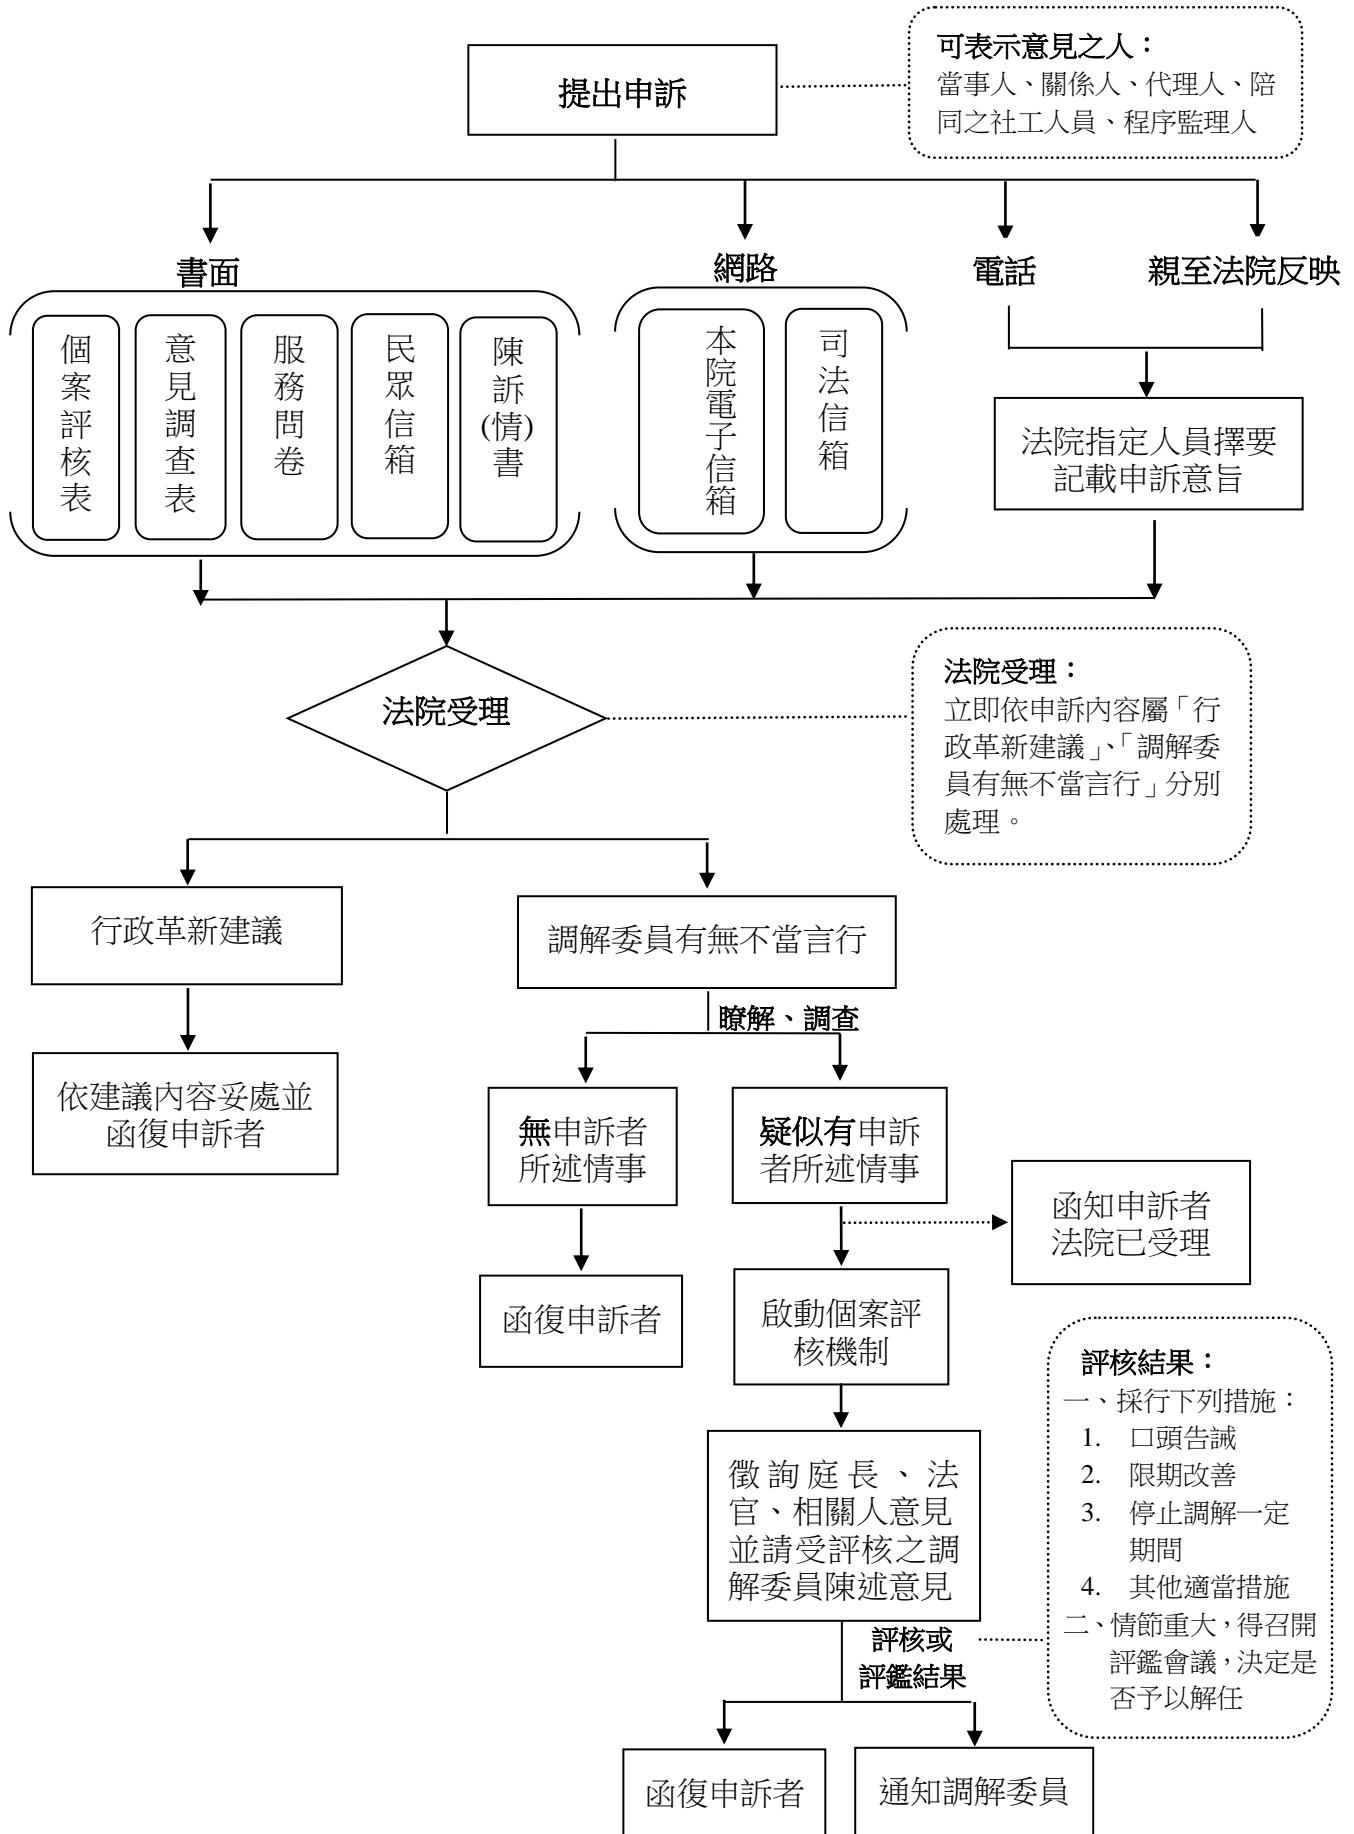 提出申訴
可表示意見之人：
當事人、關係人、代理人、陪
同之社工人員、程序監理人
書面
網路
電話
親至法院反映
個案評核表
意見調查表
服務問卷
民眾信箱
陳訴(情)書
本院電子信箱
司法信箱
法院指定人員擇要
記載申訴意旨
法院受理
法院受理：
立即依申訴內容屬「行
政革新建議」、「調解委
員有無不當言行」分別
處理。
行政革新建議
調解委員有無不當言行
瞭解、調查
依建議內容妥處並
函復申訴者
無申訴者
所述情事
疑似有申訴
者所述情事
函知申訴者
法院已受理
函復申訴者
啟動個案評
核機制
評核結果：
一、採行下列措施：
1. 口頭告誡
2. 限期改善
3. 停止調解一定
期間
4. 其他適當措施
二、情節重大，得召開
評鑑會議，決定是
否予以解任
徵詢庭長、法
官、相關人意見
並請受評核之調
解委員陳述意見
評核或
評鑑結果
函復申訴者
通知調解委員